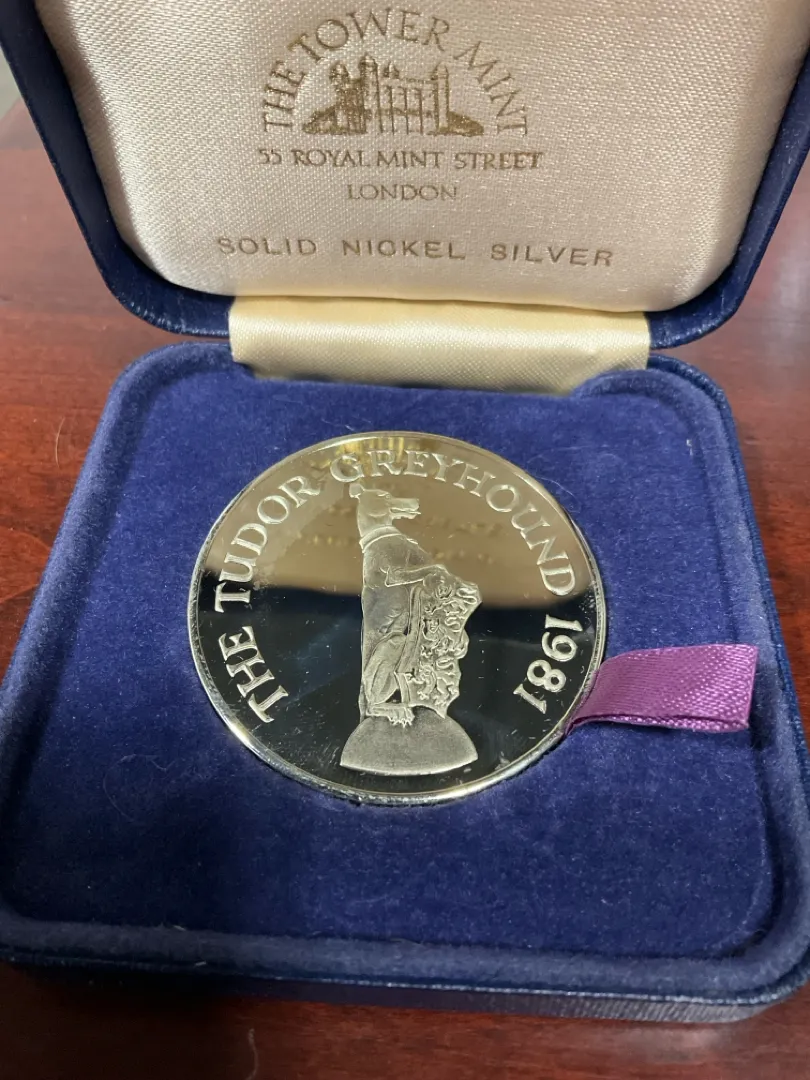 THE TOWER MINT
55 ROYAL MINT STREET
LONDON
SOLID NICKEL SILVER
THE TUDOR GREYHOUND 1981